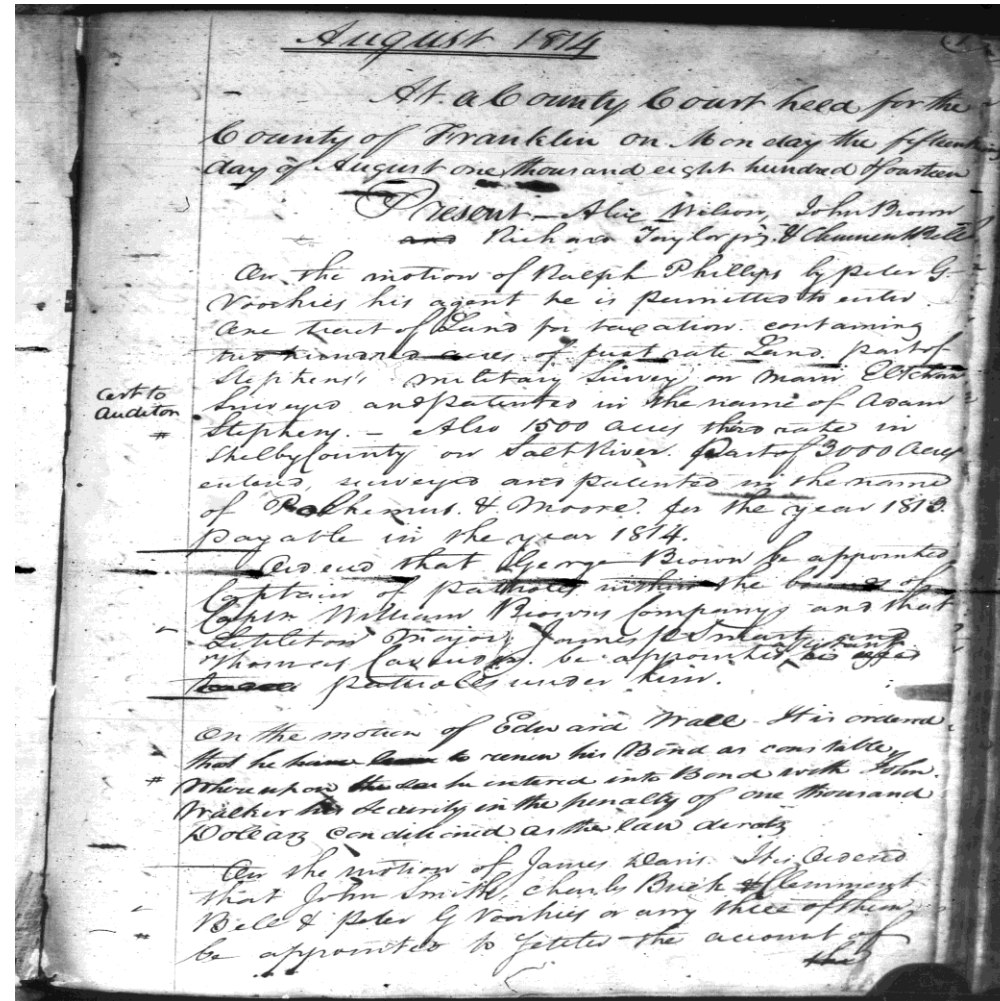 August 1814
At a County Court held for the
County of Franklin on Monday the fifteenth
day of August one thousand eight hundred & fourteen
Present - Wilson, John Brown
and Richard Taylor jr. & Clement Bell
On the motion of Ralph Phillips by peter G
Voorhies his agent he is permitted to enter
One tract of Land for taxation containing
two hundred acres of first rate Land part of
Stephens's military Survey on Main Elkhorn
cert to
Auditor
#
Surveyed and patented in the name of Adam
Stephens. - Also 1500 acres third rate in
Shelby County on Salt River. Part of 3000 Acres
entered, surveyed and patented in the name
of Polhemus & Moore for the year 1813.
payable in the year 1814.
Ordered that George Brown be appointed
Captain of patrolls within the bounds of
Captn William Browns Company and that
Littleton Major, James Smart, and
Thomas be appointed
patrolls under him.
On the motion of Edward Wall It is ordered
that he have leave to renew his Bond as constable
#
Whereupon he entered into Bond with John
Walker his Security in the penalty of one thousand
Dollars conditioned as the law directs
On the motion of James Davis. It is Ordered
that John Smith, Charles Buck & Clemment
Bell & peter G Voorhies or any three of them
#
be appointed to settle the account of
the